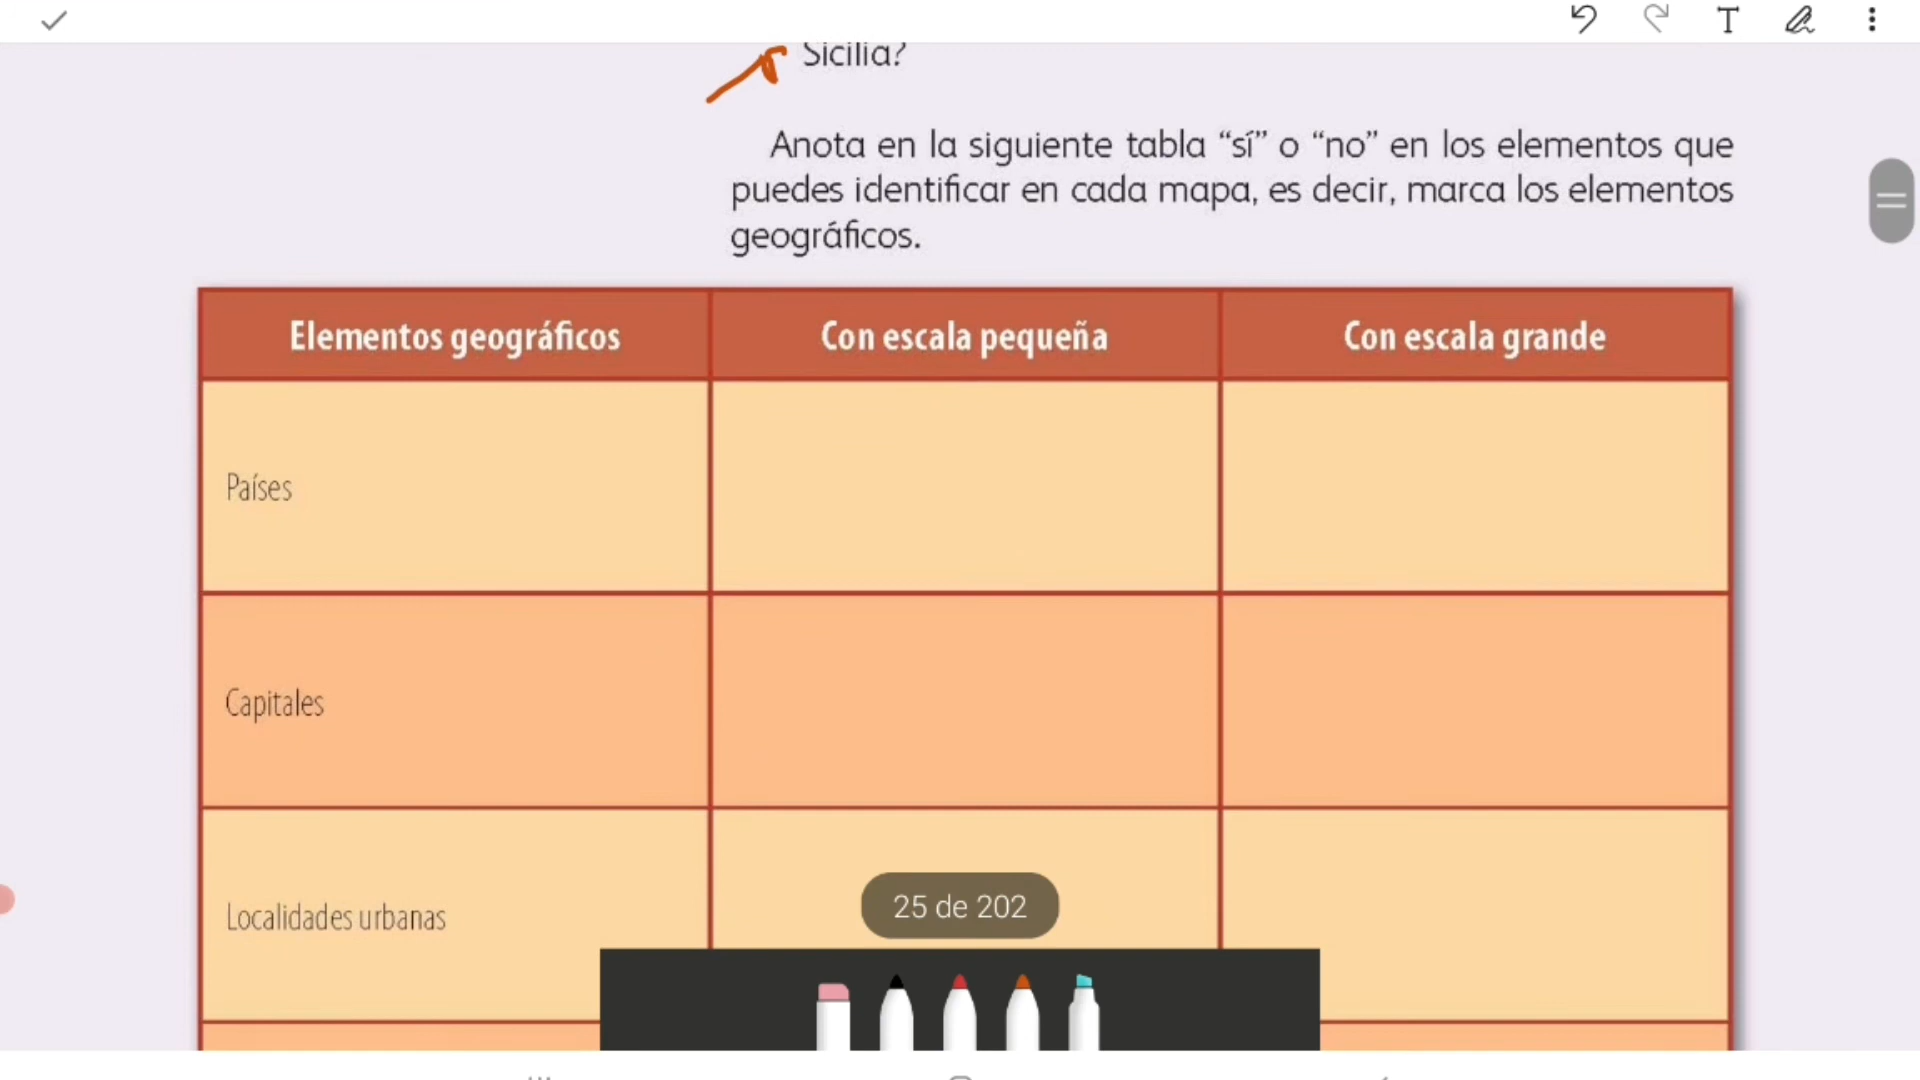 Sicilia?
Anota en la siguiente tabla “sí” o “no” en los elementos que
puedes identificar en cada mapa, es decir, marca los elementos
geográficos.
Elementos geográficos
Con escala pequeña
Con escala grande
Países
Capitales
Localidades urbanas
25 de 202